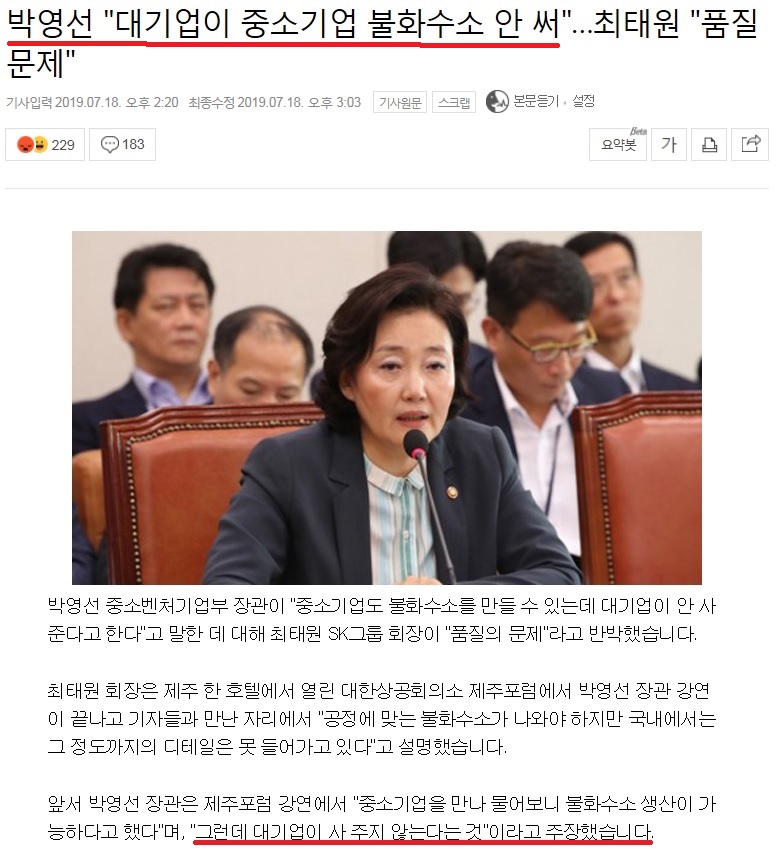 박영선 "대기업이 중소기업 불화수소 안 써"...최태원 "품질
문제"
기사입력 2019.07.18. 오후 2:20 최종수정 2019.07.18. 오후 3:03 기사원문 스크랩 본문듣기 · 설정
229 183 요약봇 Beta 가
박영선 중소벤처기업부 장관이 "중소기업도 불화수소를 만들 수 있는데 대기업이 안 사
준다고 한다"고 말한 데 대해 최태원 SK그룹 회장이 "품질의 문제"라고 반박했습니다.
최태원 회장은 제주 한 호텔에서 열린 대한상공회의소 제주포럼에서 박영선 장관 강연
이 끝나고 기자들과 만난 자리에서 "공정에 맞는 불화수소가 나와야 하지만 국내에서는
그 정도까지의 디테일은 못 들어가고 있다"고 설명했습니다.
앞서 박영선 장관은 제주포럼 강연에서 "중소기업을 만나 물어보니 불화수소 생산이 가
능하다고 했다"며, "그런데 대기업이 사 주지 않는다는 것"이라고 주장했습니다.